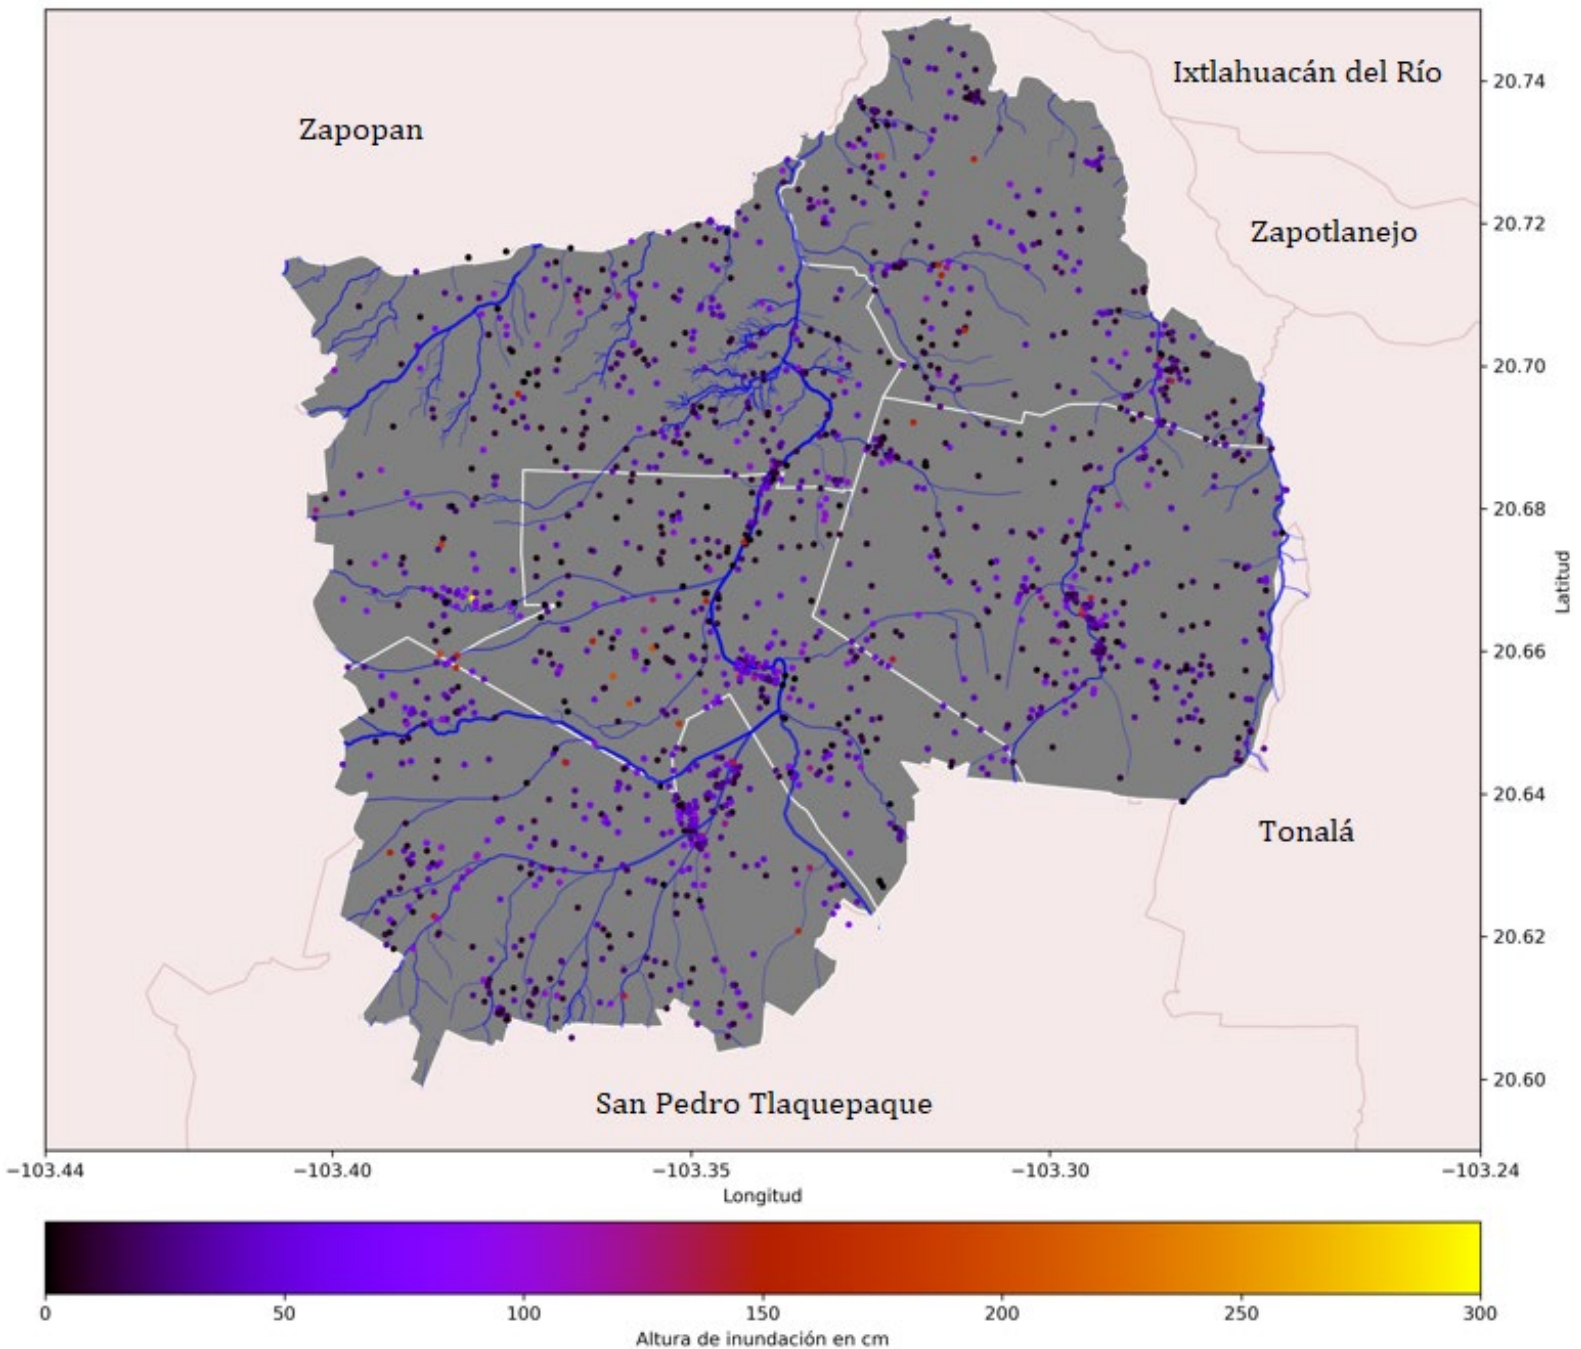 Ixtlahuacán del Río
20.74
Zapopan
Zapotlanejo
20.72
20.70
20.68
Latitud
20.66
20.64
Tonalá
20.62
San Pedro Tlaquepaque
20.60
−103.44
−103.40
−103.35
−103.30
−103.24
Longitud
0
50
100
150
200
250
300
Altura de inundación en cm